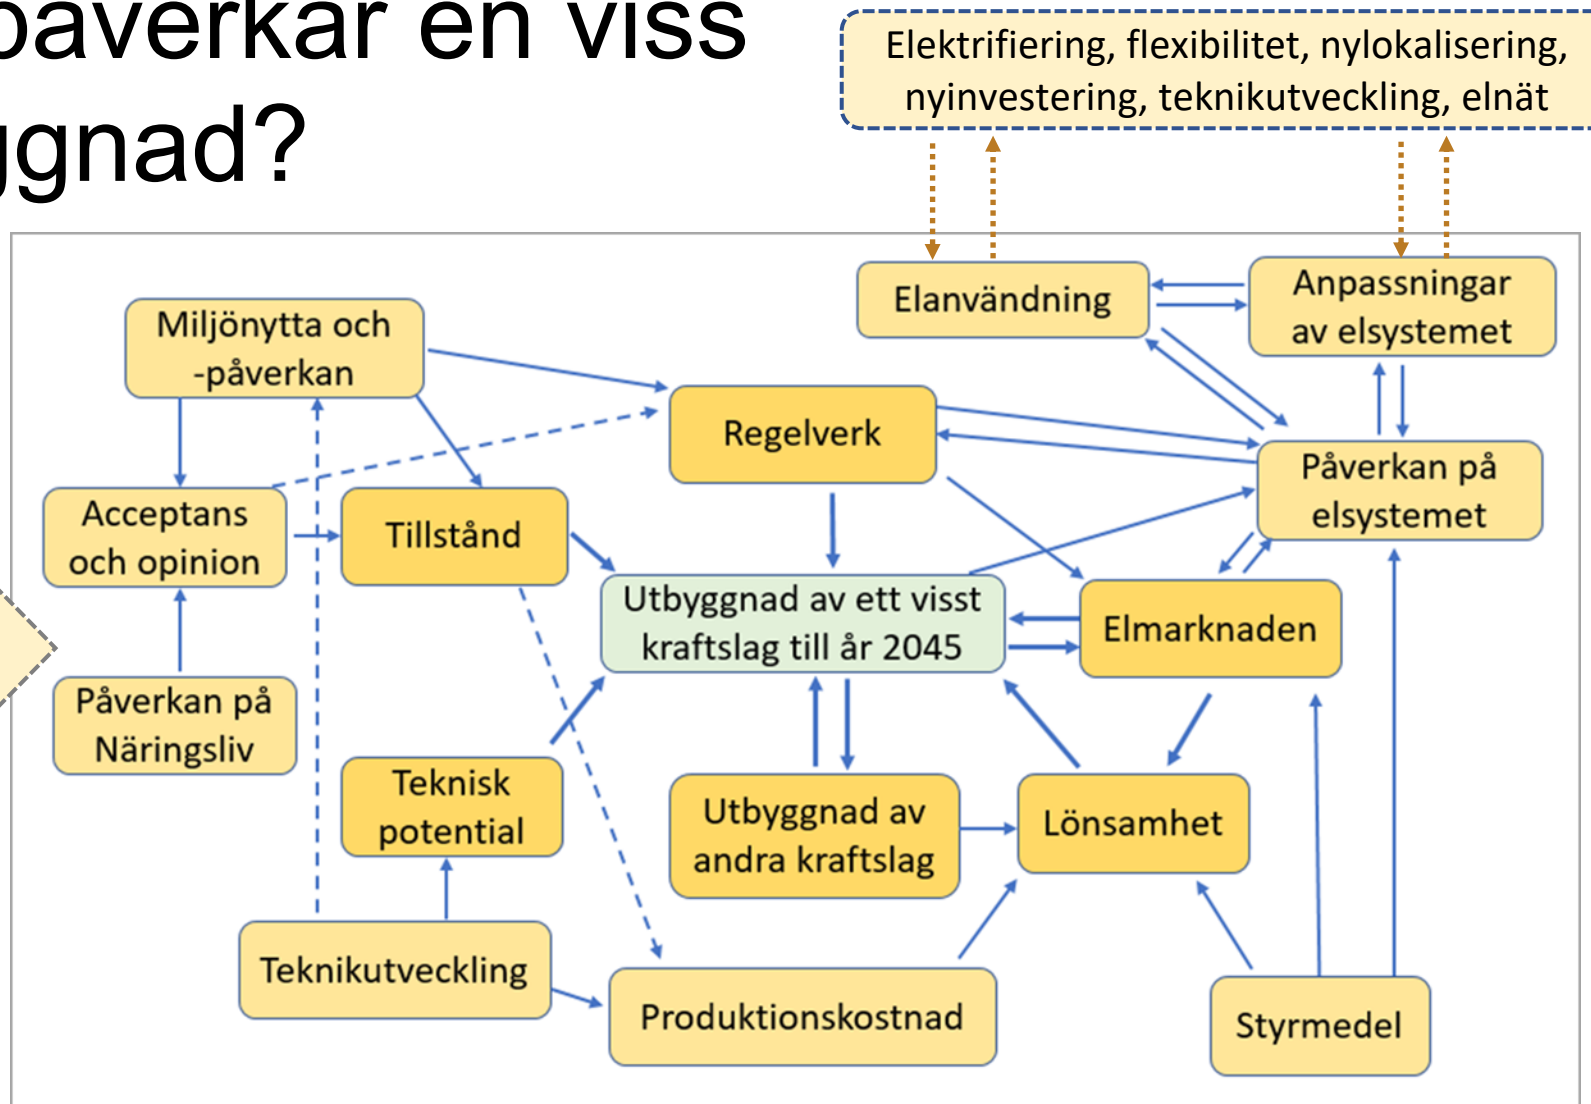 påverkar en viss
ggnad?
Elektrifiering, flexibilitet, nylokalisering,
nyinvestering, teknikutveckling, elnät
Elanvändning
Anpassningar
av elsystemet
Miljönytta och
-påverkan
Regelverk
Påverkan på
elsystemet
Acceptans
och opinion
Tillstånd
Utbyggnad av ett visst
kraftslag till år 2045
Elmarknaden
Påverkan på
Näringsliv
Teknisk
potential
Utbyggnad av
andra kraftslag
Lönsamhet
Teknikutveckling
Produktionskostnad
Styrmedel